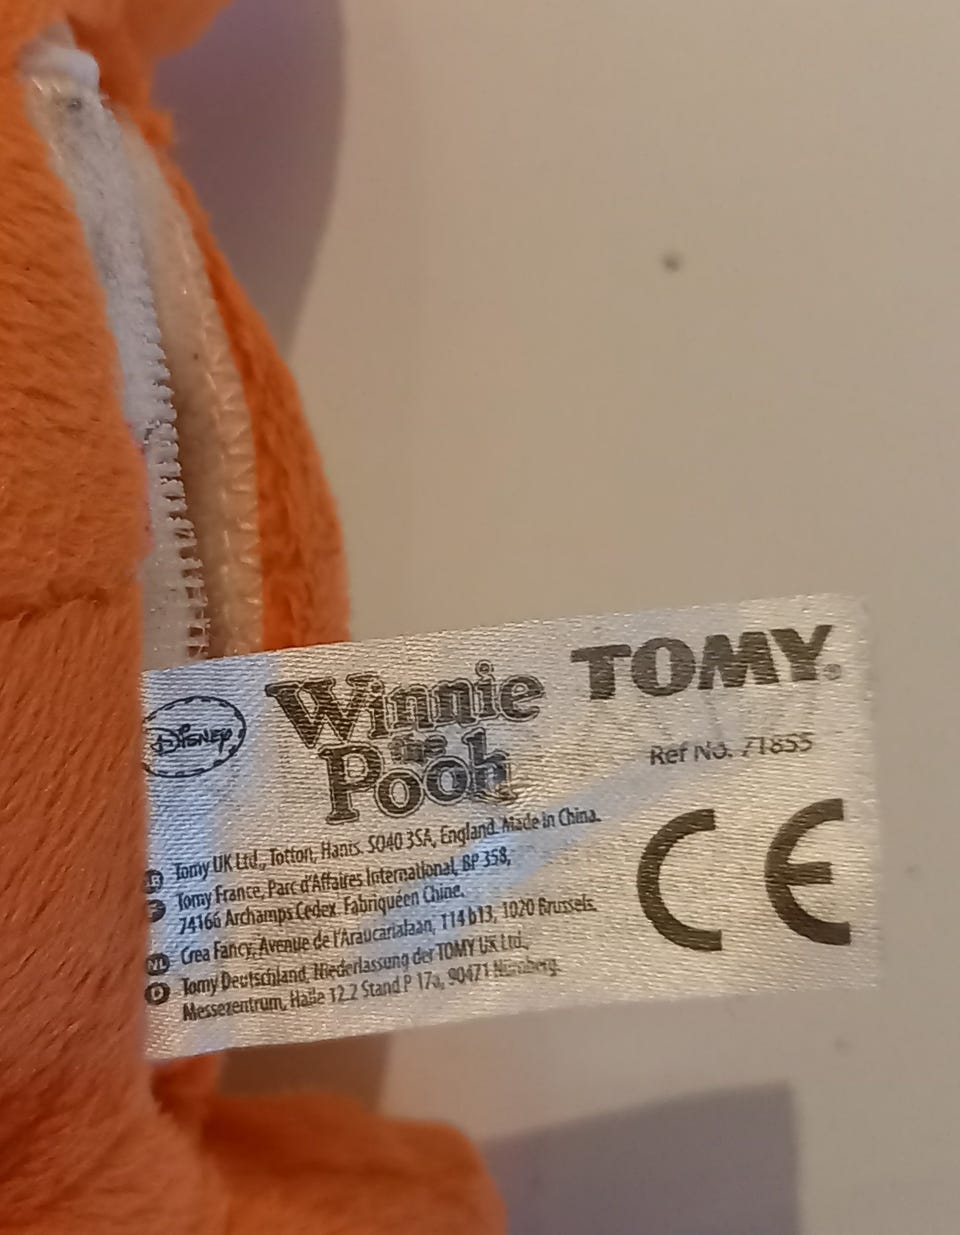 DISNEY
Winnie
the
Pooh
TOMY®
Ref No. 71855
GB Tomy UK Ltd., Totton, Hants. SO40 3SA, England. Made in China.
F Tomy France, Parc d'Affaires International, BP 358,
74166 Archamps Cedex. Fabriquéen Chine.
NL Crea Fancy, Avenue de l'Araucarialaan, 114 b13, 1020 Brussels.
D Tomy Deutschland, Niederlassung der TOMY UK Ltd.,
Messezentrum, Halle 12.2 Stand P 17a, 90471 Nürnberg.
CE